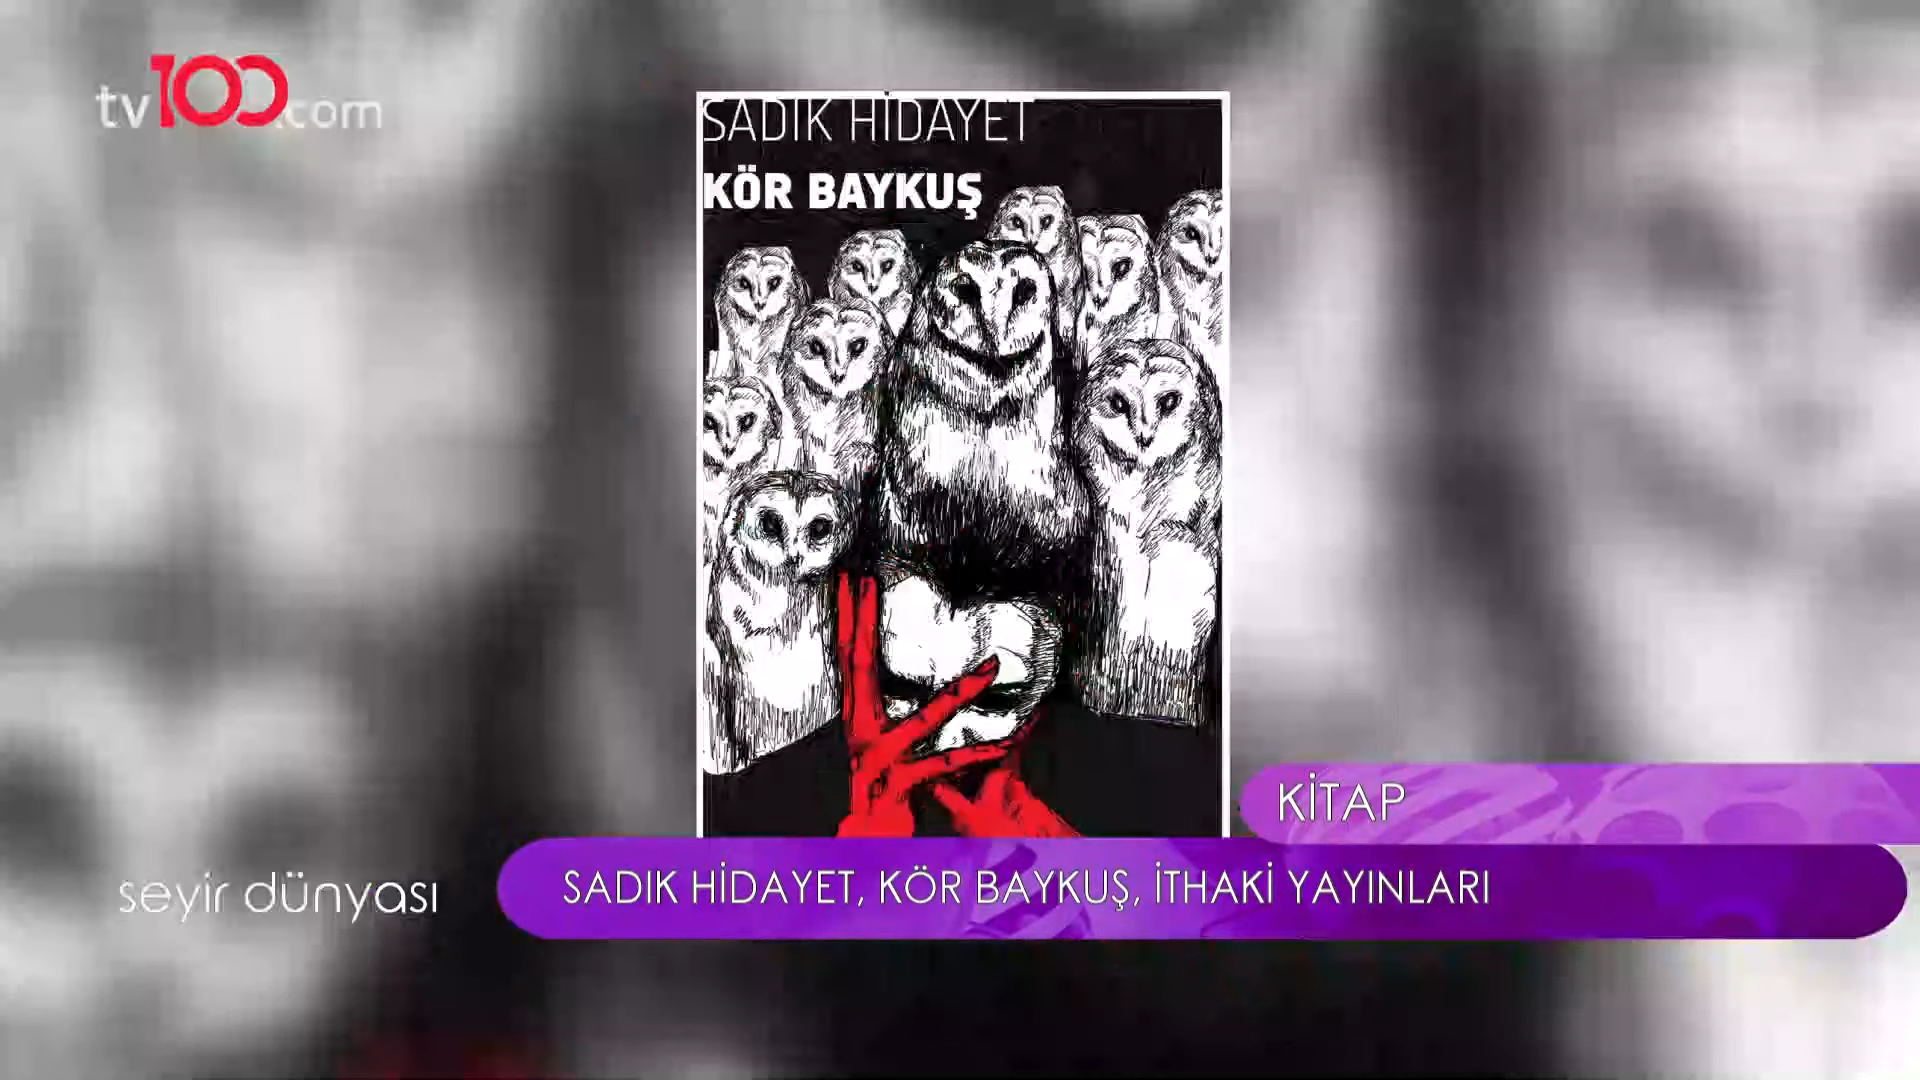 tv100.com
SADIK HİDAYET
KÖR BAYKUŞ
KİTAP
seyir dünyası
SADIK HİDAYET, KÖR BAYKUŞ, İTHAKİ YAYINLARI